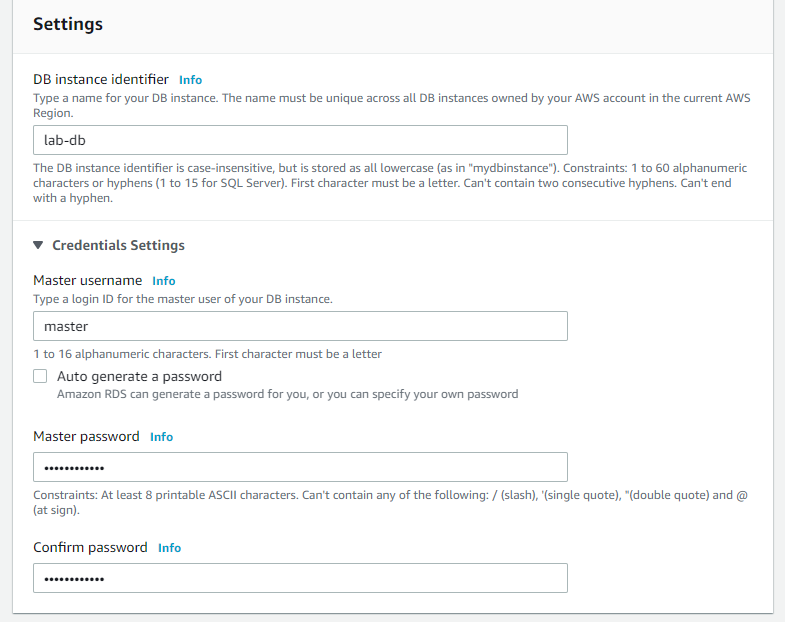 Settings
DB instance identifier Info
Type a name for your DB instance. The name must be unique across all DB instances owned by your AWS account in the current AWS
Region.
lab-db
The DB instance identifier is case-insensitive, but is stored as all lowercase (as in "mydbinstance"). Constraints: 1 to 60 alphanumeric
characters or hyphens (1 to 15 for SQL Server). First character must be a letter. Can't contain two consecutive hyphens. Can't end
with a hyphen.
Credentials Settings
Master username Info
Type a login ID for the master user of your DB instance.
master
1 to 16 alphanumeric characters. First character must be a letter
Auto generate a password
Amazon RDS can generate a password for you, or you can specify your own password
Master password Info
••••••••••••
Constraints: At least 8 printable ASCII characters. Can't contain any of the following: / (slash), '(single quote), "(double quote) and @
(at sign).
Confirm password Info
••••••••••••